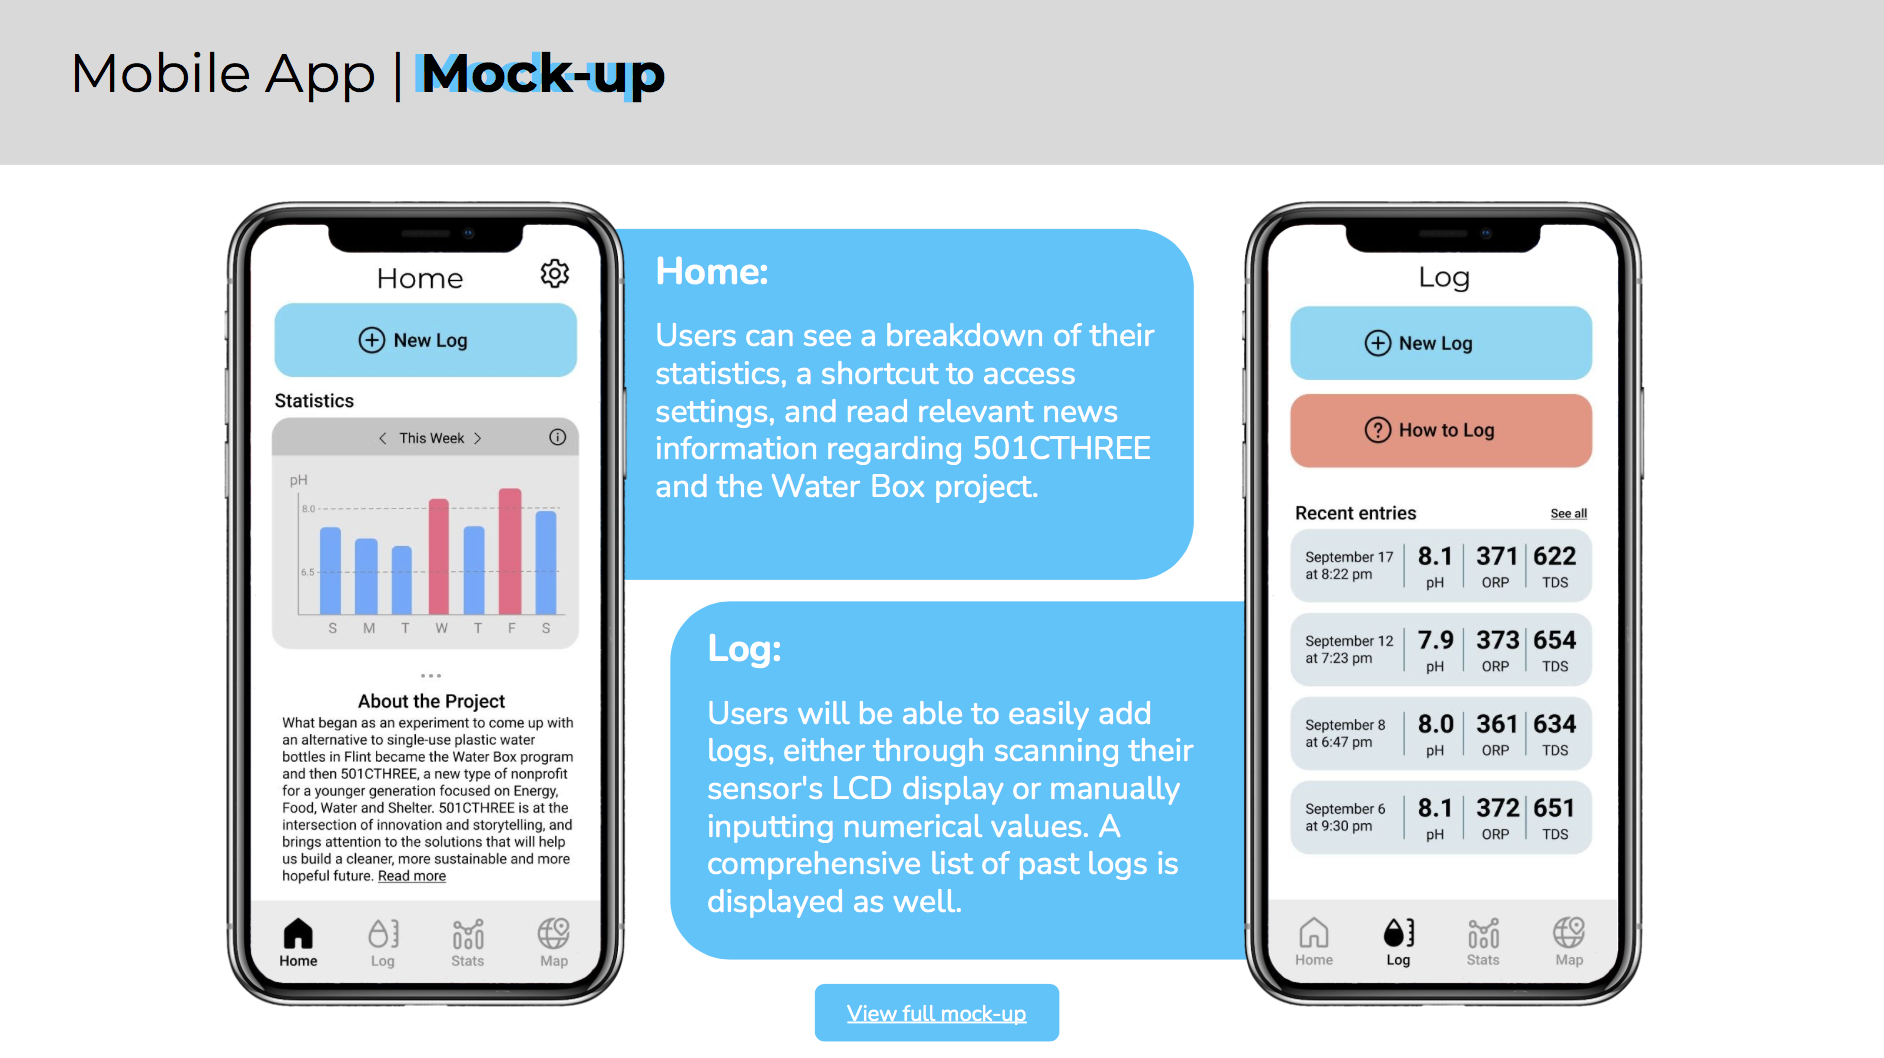 Mobile App | Mock-up
Home
New Log
Statistics
This Week
pH
8.0
6.5
S M T W T F S
About the Project
What began as an experiment to come up with
an alternative to single-use plastic water
bottles in Flint became the Water Box program
and then 501CTHREE, a new type of nonprofit
for a younger generation focused on Energy,
Food, Water and Shelter. 501CTHREE is at the
intersection of innovation and storytelling, and
brings attention to the solutions that will help
us build a cleaner, more sustainable and more
hopeful future. Read more
Home Log Stats Map
Home:
Users can see a breakdown of their
statistics, a shortcut to access
settings, and read relevant news
information regarding 501CTHREE
and the Water Box project.
Log:
Users will be able to easily add
logs, either through scanning their
sensor's LCD display or manually
inputting numerical values. A
comprehensive list of past logs is
displayed as well.
View full mock-up
Log
New Log
How to Log
Recent entries See all
September 17
at 8:22 pm
8.1 371 622
pH ORP TDS
September 12
at 7:23 pm
7.9 373 654
pH ORP TDS
September 8
at 6:47 pm
8.0 361 634
pH ORP TDS
September 6
at 9:30 pm
8.1 372 651
pH ORP TDS
Home Log Stats Map